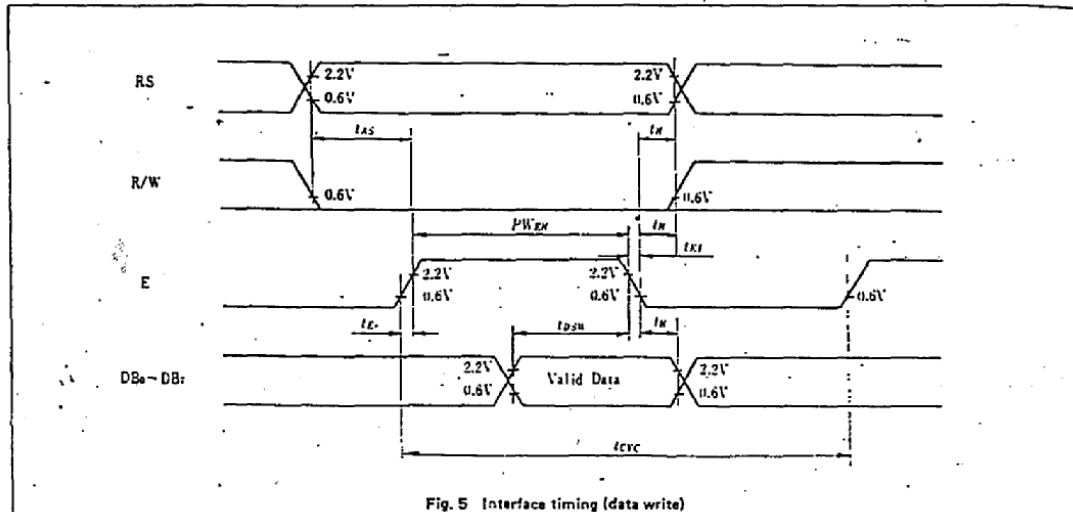 RS
2.2V
0.6V
2.2V
0.6V
tAS
tH
R/W
0.6V
0.6V
PWEH
tH
E
2.2V
0.6V
2.2V
0.6V
0.6V
tDSW
tH
DB0~DB7
2.2V
0.6V
Valid Data
2.2V
0.6V
tCYC
Fig. 5 Interface timing (data write)